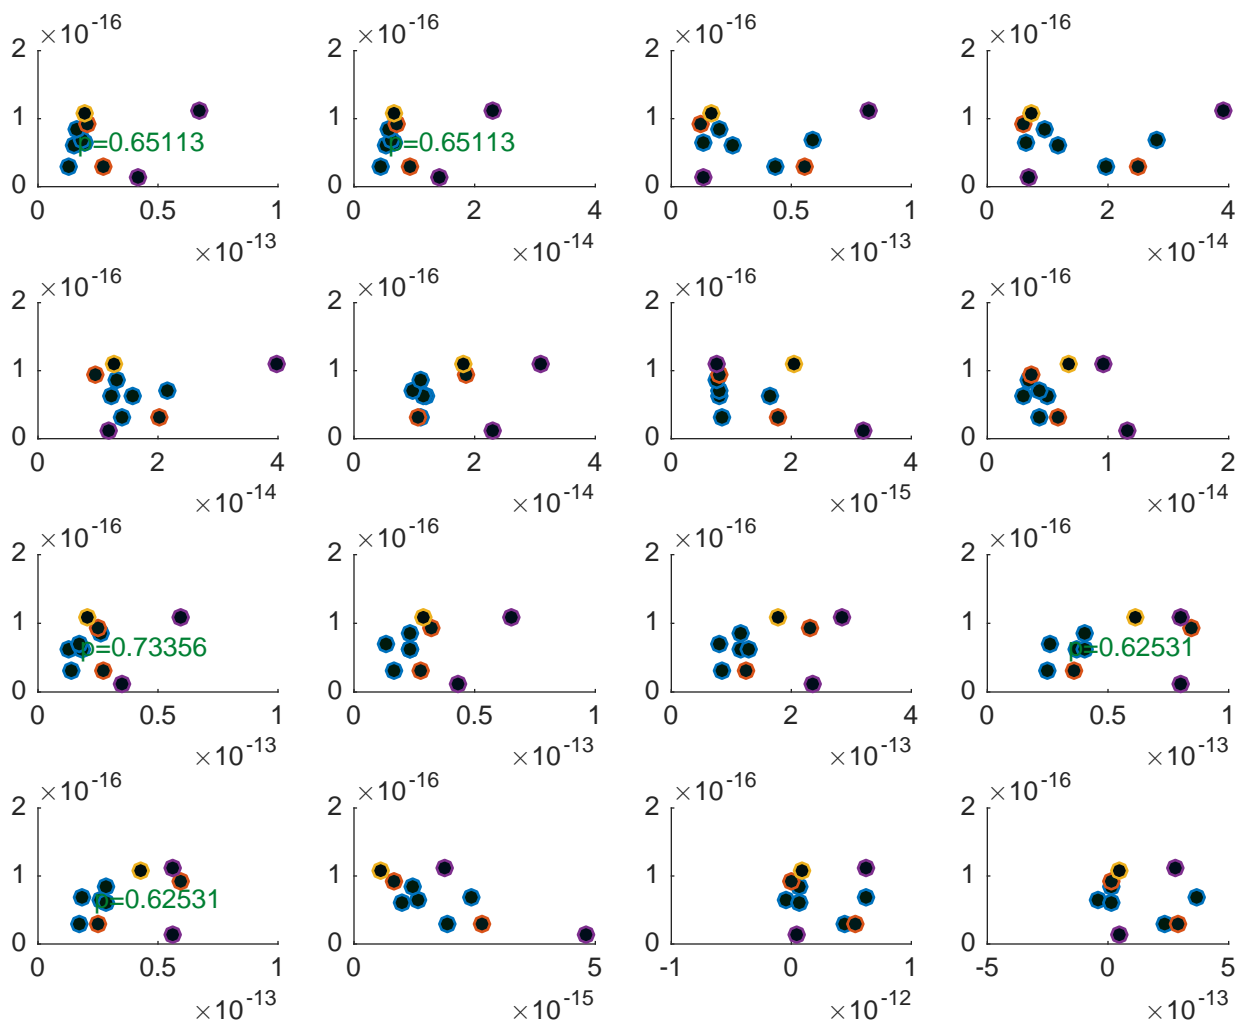 ×10-16 ×10-16 ×10-16 ×10-16
2 2 2 2
1 1 1 1
ρ=0.65113 ρ=0.65113
0 0 0 0
0 0.5 1 0 2 4 0 0.5 1 0 2 4
×10-13 ×10-14 ×10-13 ×10-14
×10-16 ×10-16 ×10-16 ×10-16
2 2 2 2
1 1 1 1
0 0 0 0
0 2 4 0 2 4 0 2 4 0 1 2
×10-14 ×10-14 ×10-15 ×10-14
×10-16 ×10-16 ×10-16 ×10-16
2 2 2 2
1 1 1 1
ρ=0.73356 ρ=0.62531
0 0 0 0
0 0.5 1 0 0.5 1 0 2 4 0 0.5 1
×10-13 ×10-13 ×10-13 ×10-13
×10-16 ×10-16 ×10-16 ×10-16
2 2 2 2
1 1 1 1
ρ=0.62531
0 0 0 0
0 0.5 1 0 5 -1 0 1 -5 0 5
×10-13 ×10-15 ×10-12 ×10-13